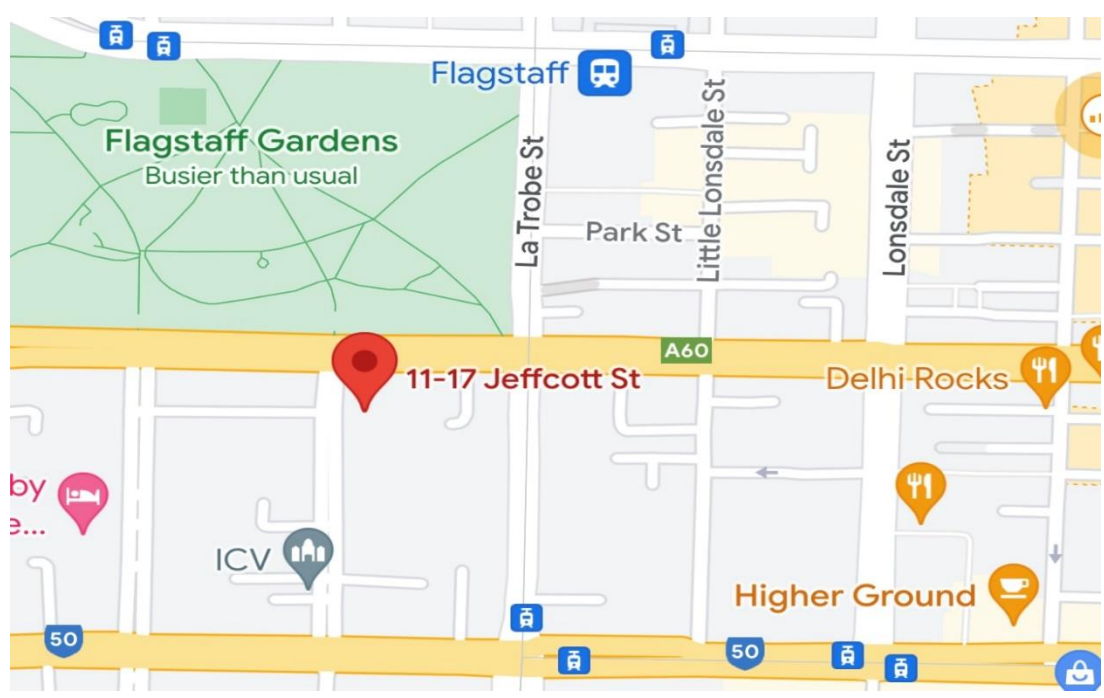 Flagstaff
Flagstaff Gardens
Busier than usual
La Trobe St
Little Lonsdale St
Lonsdale St
Park St
A60
11-17 Jeffcott St
Delhi Rocks
by
e...
ICV
Higher Ground
50
50